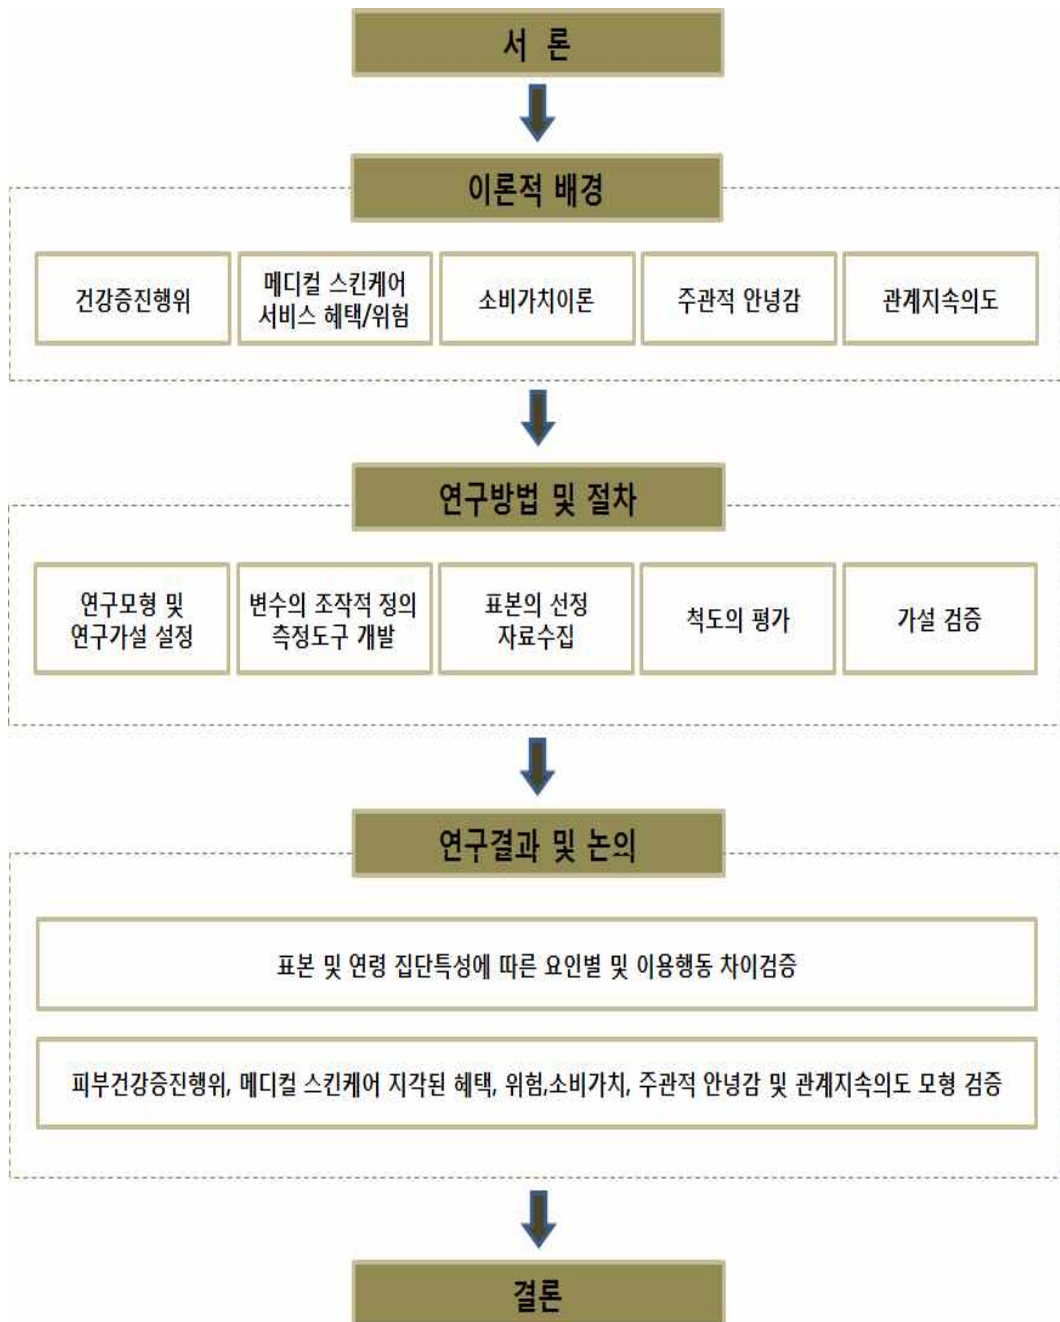 서 론
이론적 배경
건강증진행위
메디컬 스킨케어
서비스 혜택/위험
소비가치이론
주관적 안녕감
관계지속의도
연구방법 및 절차
연구모형 및
연구가설 설정
변수의 조작적 정의
측정도구 개발
표본의 선정
자료수집
척도의 평가
가설 검증
연구결과 및 논의
표본 및 연령 집단특성에 따른 요인별 및 이용행동 차이검증
피부건강증진행위, 메디컬 스킨케어 지각된 혜택, 위험,소비가치, 주관적 안녕감 및 관계지속의도 모형 검증
결론